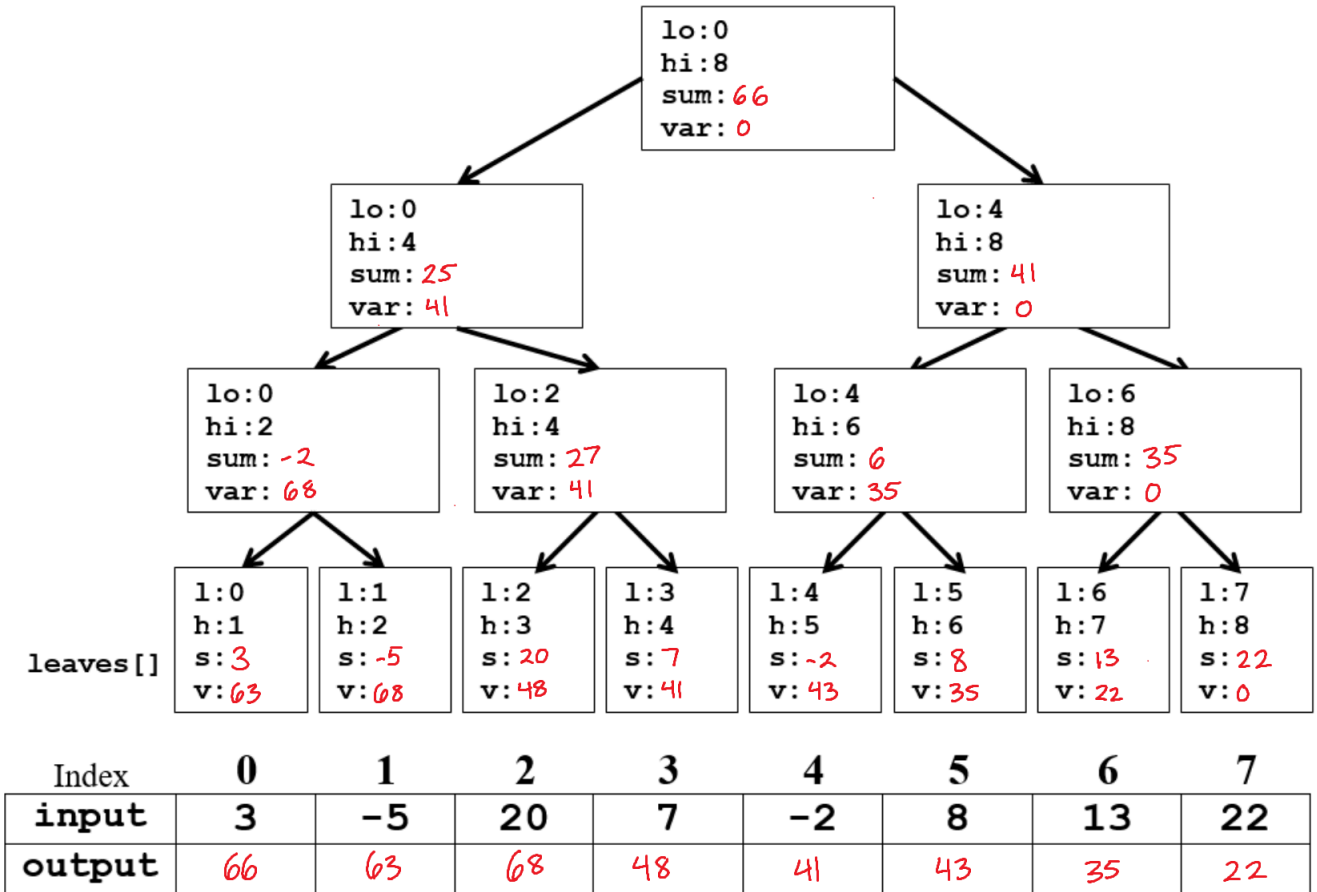 lo:0
hi:8
sum: 66
var: 0
lo:0
hi:4
sum: 25
var: 41
lo:4
hi:8
sum: 41
var: 0
lo:0
hi:2
sum: -2
var: 68
lo:2
hi:4
sum: 27
var: 41
lo:4
hi:6
sum: 6
var: 35
lo:6
hi:8
sum: 35
var: 0
leaves[]
l:0
h:1
s: 3
v: 63
l:1
h:2
s: -5
v: 68
l:2
h:3
s: 20
v: 48
l:3
h:4
s: 7
v: 41
l:4
h:5
s: -2
v: 43
l:5
h:6
s: 8
v: 35
l:6
h:7
s: 13
v: 22
l:7
h:8
s: 22
v: 0
Index 0 1 2 3 4 5 6 7
input 3 -5 20 7 -2 8 13 22
output 66 63 68 48 41 43 35 22